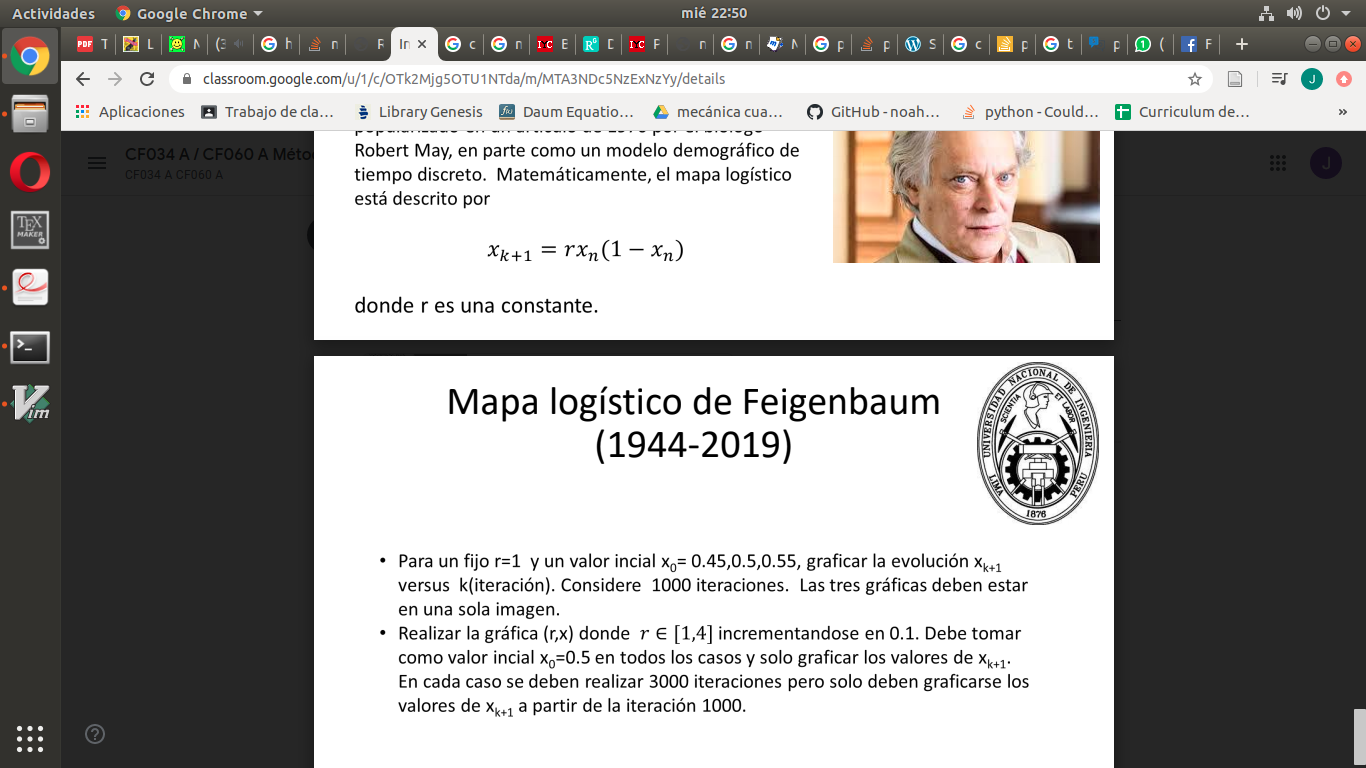 Actividades
Google Chrome
mié 22:50
classroom.google.com/u/1/c/OTk2Mjg5OTU1NTda/m/MTA3NDc5NzExNzYy/details
J
Aplicaciones
Trabajo de cla...
Library Genesis
Daum Equatio...
mecánica cua...
GitHub - noah...
python - Could...
Curriculum de...
»
CF034 A / CF060 A Méto
CF034 A CF060 A
J
Robert May, en parte como un modelo demográfico de
tiempo discreto. Matemáticamente, el mapa logístico
está descrito por
x_{k+1} = rx_n(1 − x_n)
donde r es una constante.
Mapa logístico de Feigenbaum
(1944-2019)
UNIVERSIDAD NACIONAL DE INGENIERIA
SCIENTIA ET LABOR
LIMA PERU
1876
• Para un fijo r=1 y un valor incial x₀= 0.45,0.5,0.55, graficar la evolución x_{k+1}
versus k(iteración). Considere 1000 iteraciones. Las tres gráficas deben estar
en una sola imagen.
• Realizar la gráfica (r,x) donde r ∈ [1,4] incrementandose en 0.1. Debe tomar
como valor incial x₀=0.5 en todos los casos y solo graficar los valores de x_{k+1}.
En cada caso se deben realizar 3000 iteraciones pero solo deben graficarse los
valores de x_{k+1} a partir de la iteración 1000.